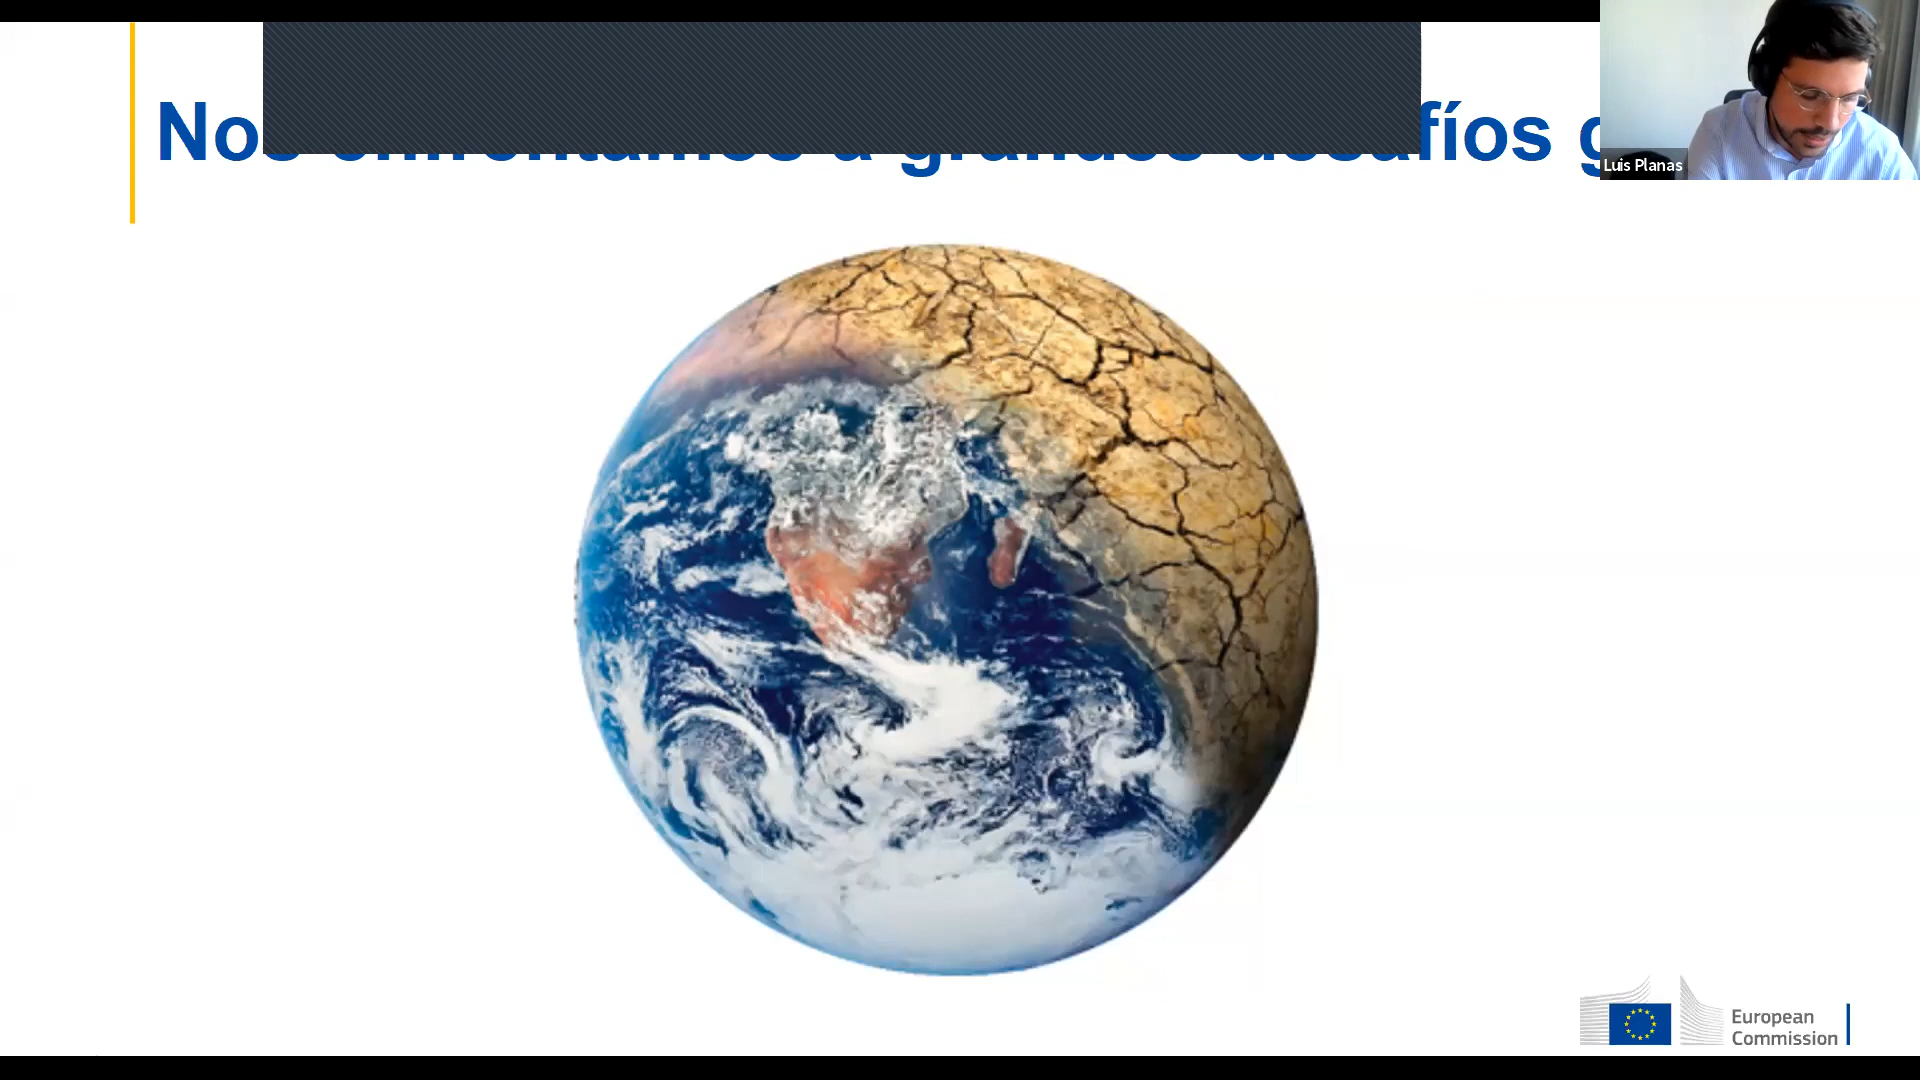 Nos enfrentamos a grandes desafíos g
Luis Planas
European
Commission